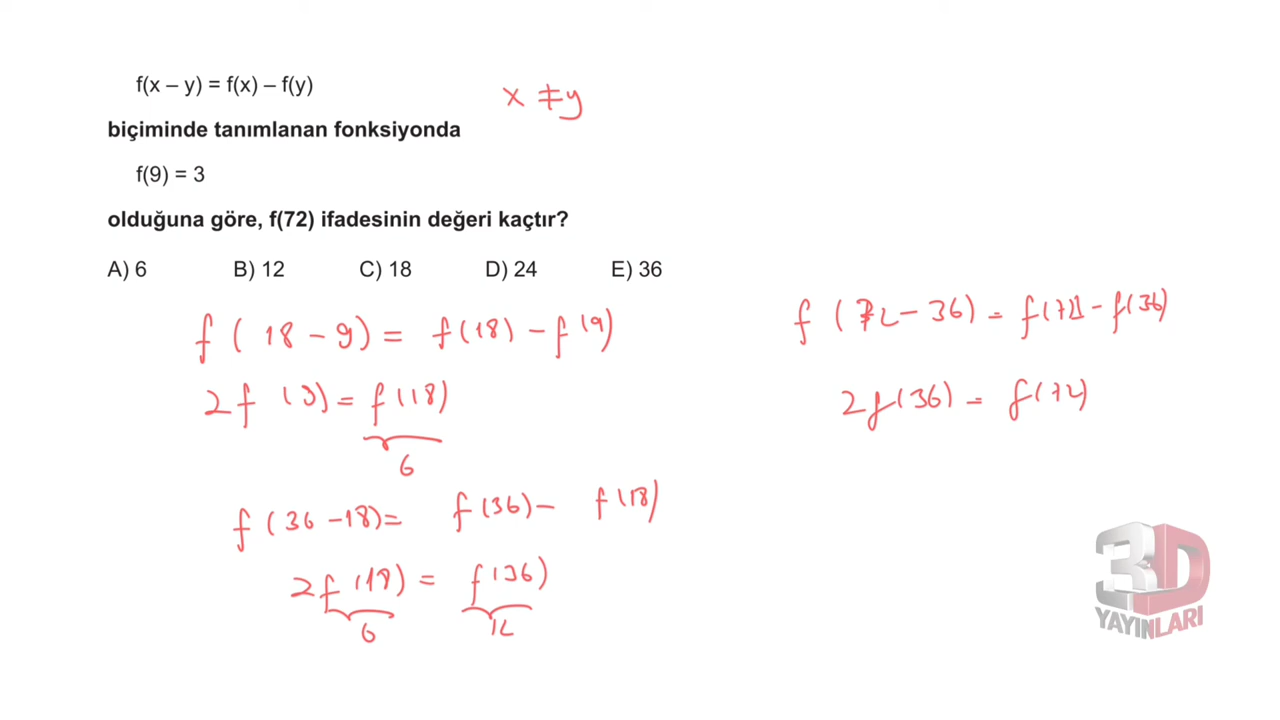 f(x – y) = f(x) – f(y)
x ≠ y
biçiminde tanımlanan fonksiyonda
f(9) = 3
olduğuna göre, f(72) ifadesinin değeri kaçtır?
A) 6 B) 12 C) 18 D) 24 E) 36
f( 18 - 9) = f(18) - f(9)
2f (9) = f(18)
6
f(36 - 18) = f(36) - f(18)
2f(18) = f(36)
6 12
f(72 - 36) = f(72) - f(36)
2f(36) = f(72)
3D
YAYINLARI